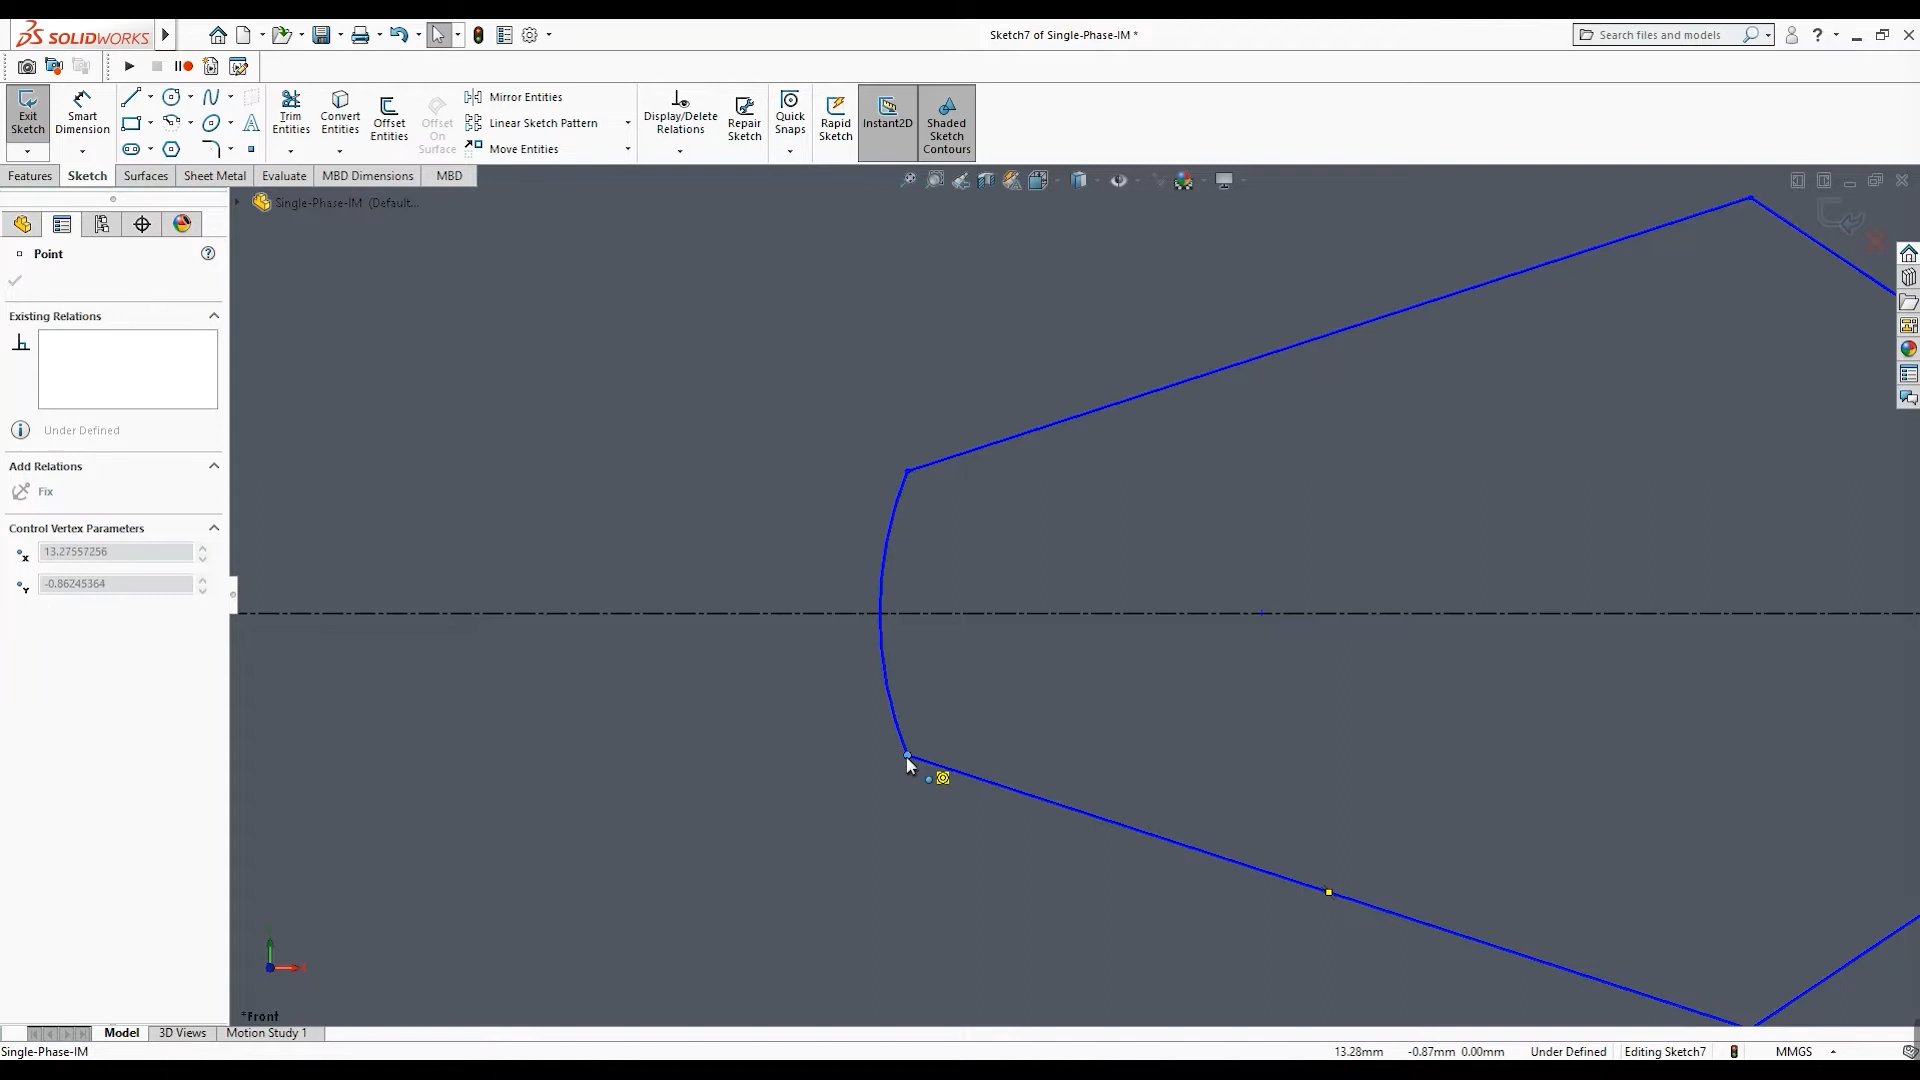 SOLIDWORKS
Sketch7 of Single-Phase-IM *
Search files and models
Exit Sketch
Smart Dimension
Trim Entities
Convert Entities
Offset Entities
Offset On Surface
Mirror Entities
Linear Sketch Pattern
Move Entities
Display/Delete Relations
Repair Sketch
Quick Snaps
Rapid Sketch
Instant2D
Shaded Sketch Contours
Features Sketch Surfaces Sheet Metal Evaluate MBD Dimensions MBD
Single-Phase-IM (Default...
Point
Existing Relations
Under Defined
Add Relations
Fix
Control Vertex Parameters
13.27557256
-0.86245364
*Front
Model 3D Views Motion Study 1
Single-Phase-IM 13.28mm -0.87mm 0.00mm Under Defined Editing Sketch7 MMGS